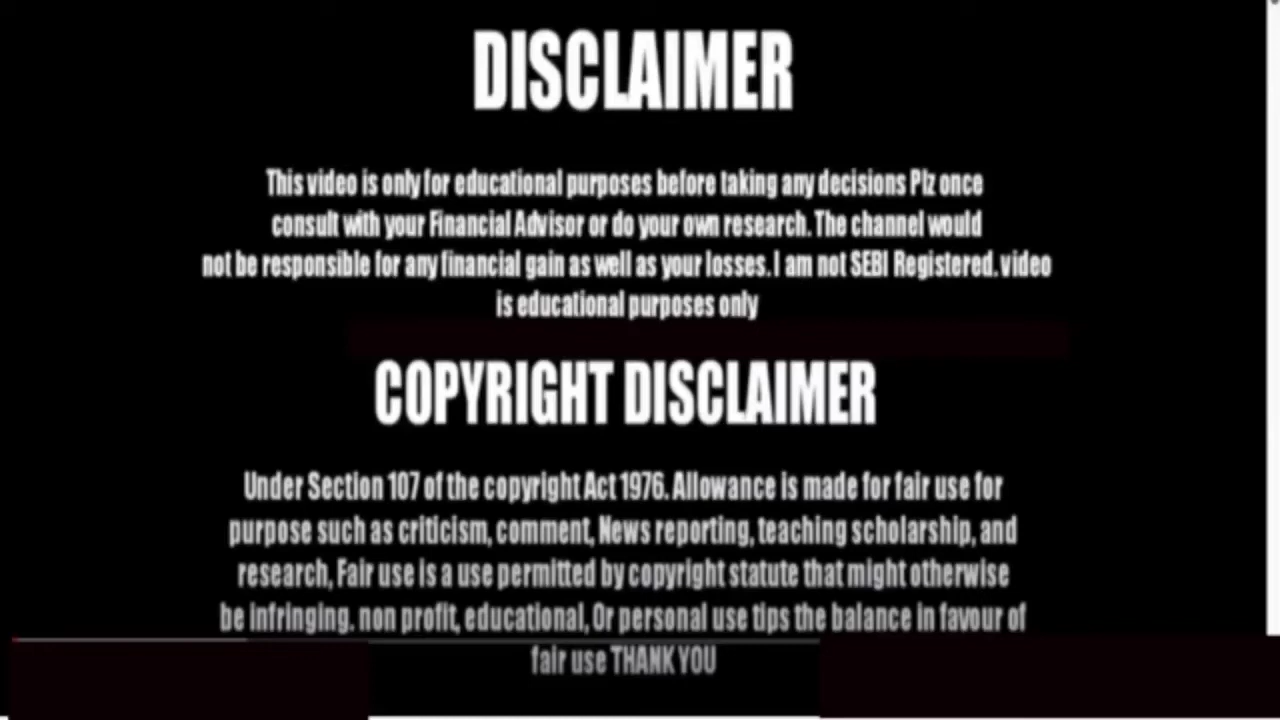 DISCLAIMER
This video is only for educational purposes before taking any decisions Plz once
consult with your Financial Advisor or do your own research. The channel would
not be responsible for any financial gain as well as your losses. I am not SEBI Registered. video
is educational purposes only
COPYRIGHT DISCLAIMER
Under Section 107 of the copyright Act 1976. Allowance is made for fair use for
purpose such as criticism, comment, News reporting, teaching scholarship, and
research, Fair use is a use permitted by copyright statute that might otherwise
be infringing. non profit, educational, Or personal use tips the balance in favour of
fair use THANK YOU